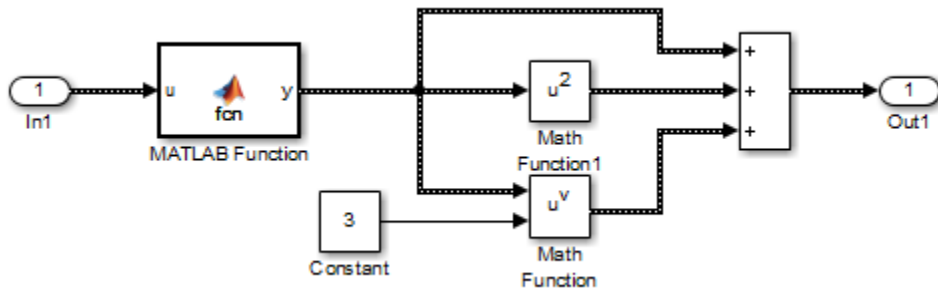 1
In1
u
fcn
y
MATLAB Function
u²
Math
Function1
3
Constant
uᵛ
Math
Function
+
+
+
1
Out1